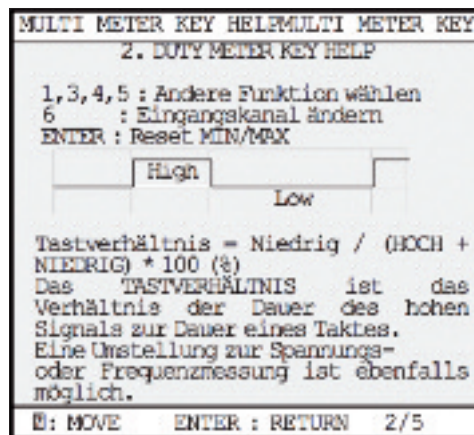 MULTI METER KEY HELPMULTI METER KEY
2. DUTY METER KEY HELP
1,3,4,5 : Andere Funktion wählen
6 : Eingangskanal ändern
ENTER : Reset MIN/MAX
High
Low
Tastverhältnis = Niedrig / (HOCH +
NIEDRIG) * 100 (%)
Das TASTVERHÄLTNIS ist das
Verhältnis der Dauer des hohen
Signals zur Dauer eines Taktes.
Eine Umstellung zur Spannungs-
oder Frequenzmessung ist ebenfalls
möglich.
: MOVE ENTER : RETURN 2/5